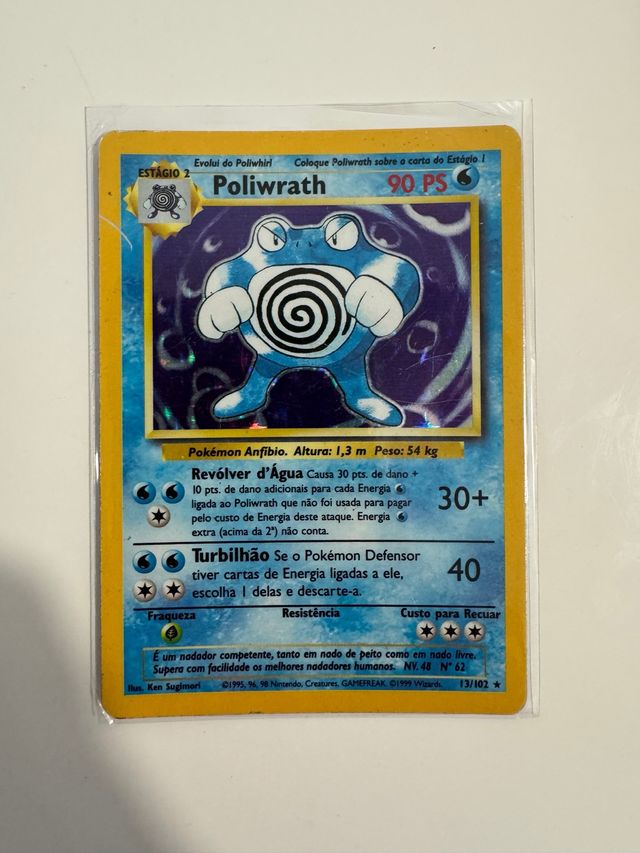 Evolui do Poliwhirl Coloque Poliwrath sobre a carta do Estágio 1
ESTÁGIO 2
Poliwrath 90 PS
Pokémon Anfíbio. Altura: 1,3 m Peso: 54 kg
Revólver d'Água Causa 30 pts. de dano +
10 pts. de dano adicionais para cada Energia
ligada ao Poliwrath que não foi usada para pagar
pelo custo de Energia deste ataque. Energia
extra (acima da 2ª) não conta.
30+
Turbilhão Se o Pokémon Defensor
tiver cartas de Energia ligadas a ele,
escolha 1 delas e descarte-a.
40
Fraqueza Resistência Custo para Recuar
É um nadador competente, tanto em nado de peito como em nado livre.
Supera com facilidade os melhores nadadores humanos. NV. 48 Nº 62
Ilus. Ken Sugimori ©1995, 96, 98 Nintendo, Creatures, GAMEFREAK. ©1999 Wizards. 13/102 ★